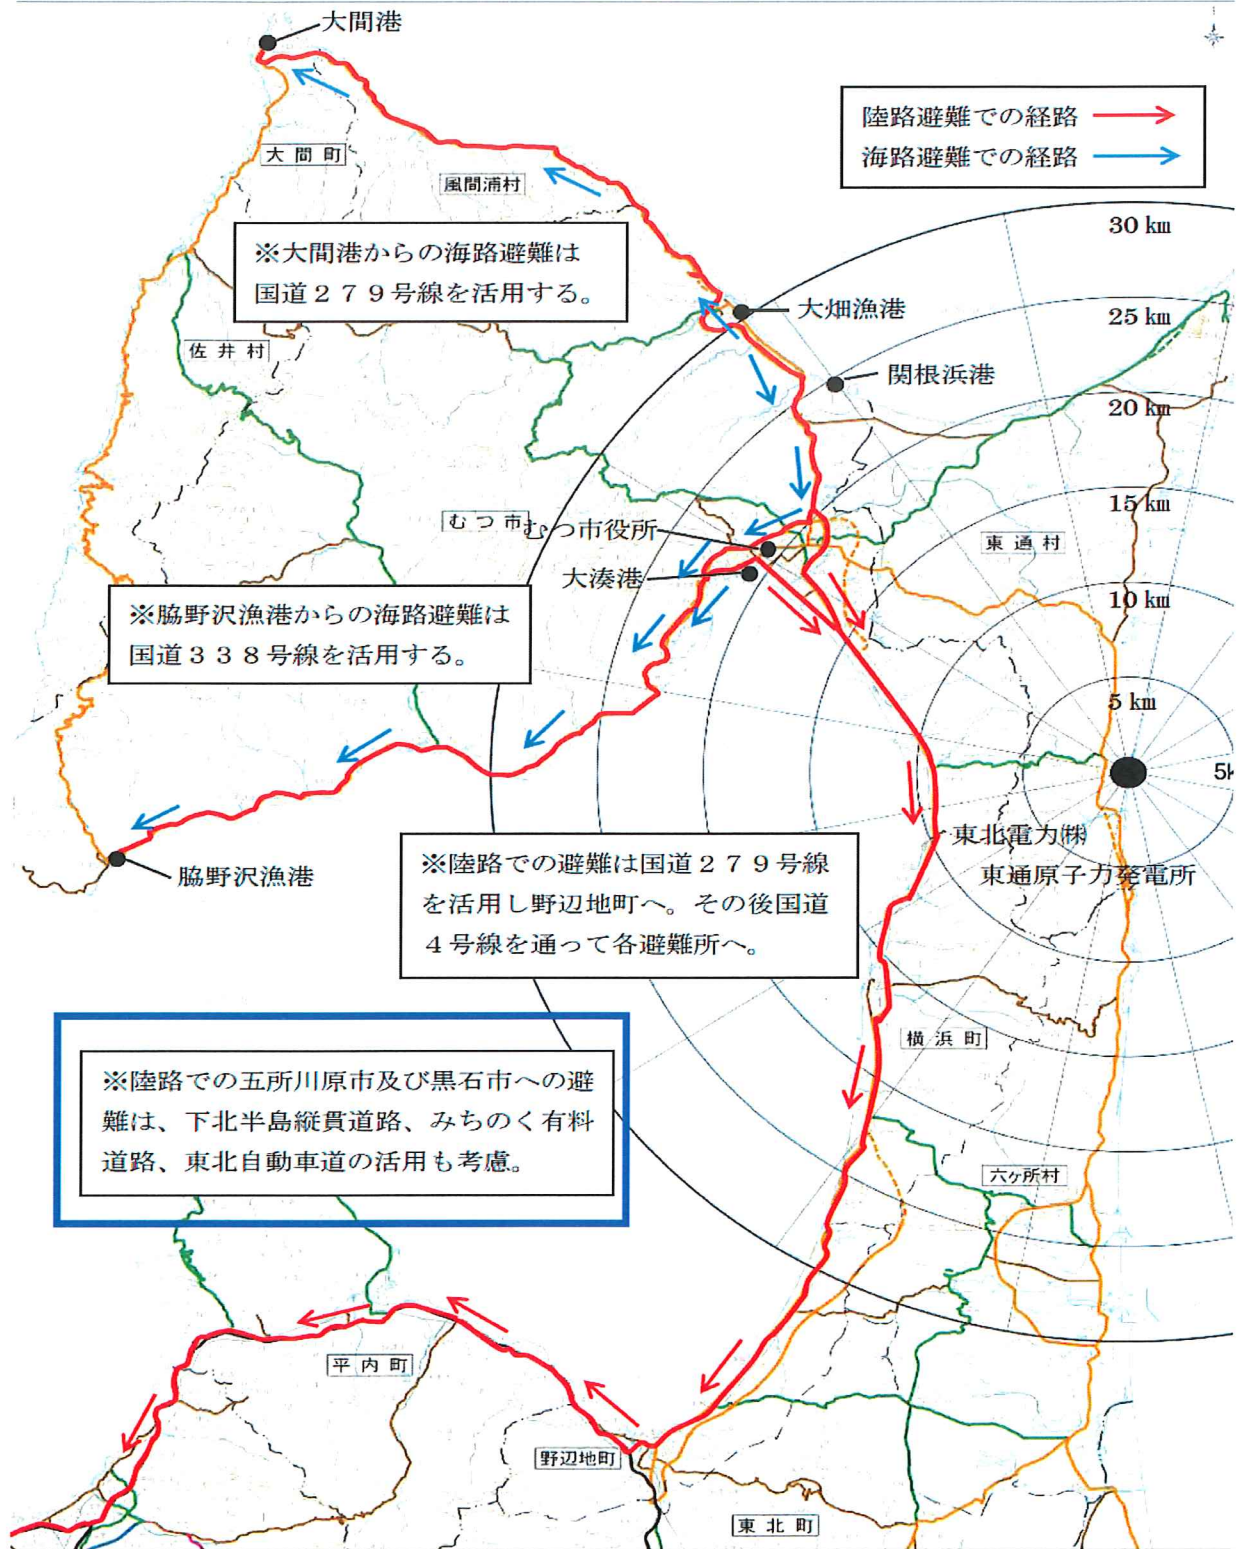 大間港
陸路避難での経路
海路避難での経路
大間町
風間浦村
30 km
※大間港からの海路避難は
国道279号線を活用する。
大畑漁港
25 km
佐井村
関根浜港
20 km
15 km
むつ市
むつ市役所
東通村
大湊港
10 km
※脇野沢漁港からの海路避難は
国道338号線を活用する。
5 km
5k
東北電力㈱
東通原子力発電所
脇野沢漁港
※陸路での避難は国道279号線
を活用し野辺地町へ。その後国道
4号線を通って各避難所へ。
横浜町
※陸路での五所川原市及び黒石市への避
難は、下北半島縦貫道路、みちのく有料
道路、東北自動車道の活用も考慮。
六ヶ所村
平内町
野辺地町
東北町